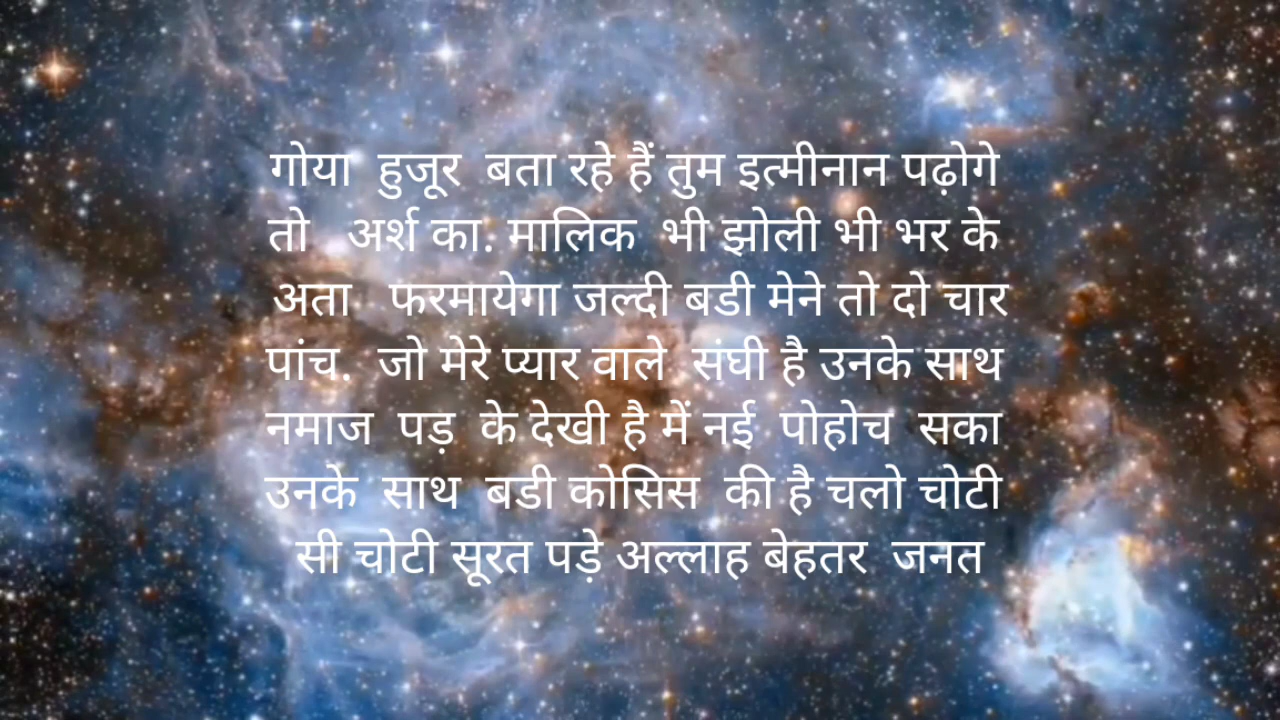 गोया हुजूर बता रहे हैं तुम इत्मीनान पढ़ोगे
तो अर्श का. मालिक भी झोली भी भर के
अता फरमायेगा जल्दी बडी मेने तो दो चार
पांच. जो मेरे प्यार वाले संघी है उनके साथ
नमाज पड़ के देखी है में नई पोहोच सका
उनके साथ बडी कोसिस की है चलो चोटी
सी चोटी सूरत पड़े अल्लाह बेहतर जनत